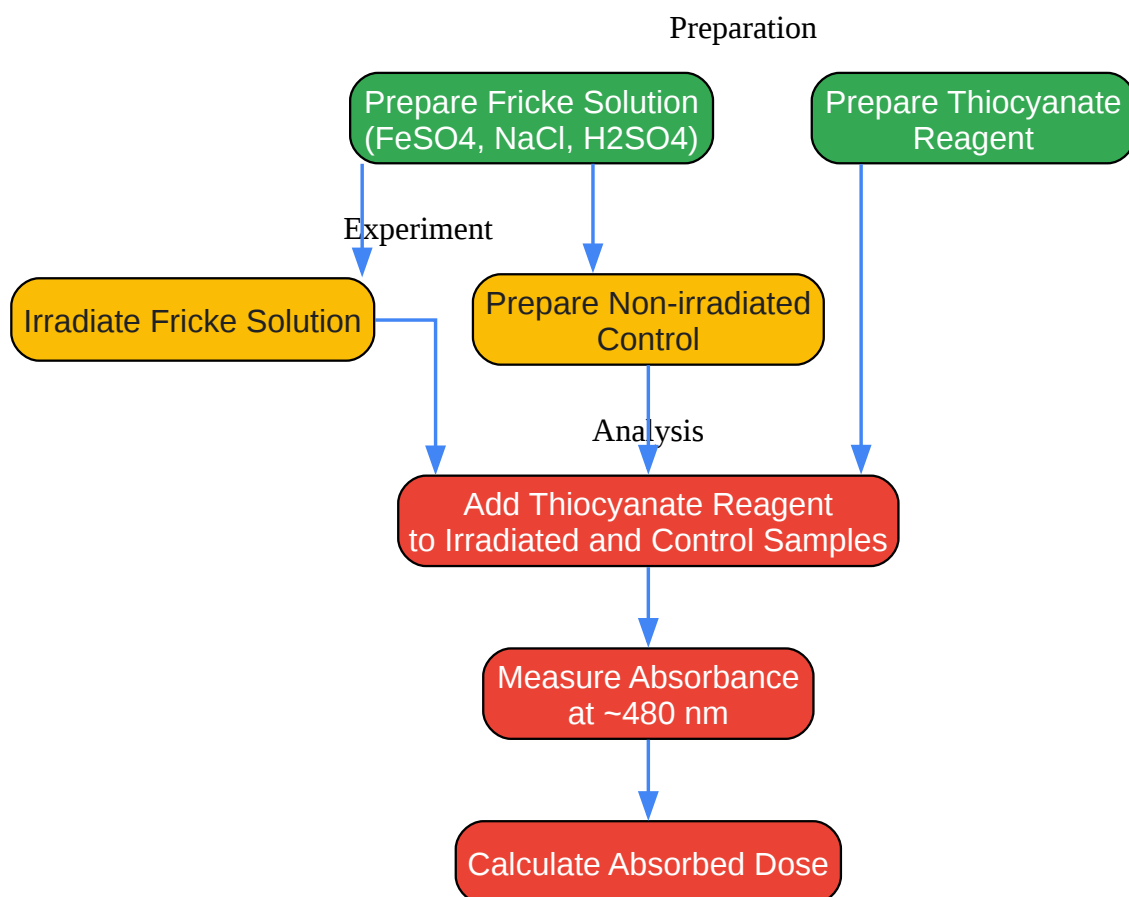 Preparation
Prepare Fricke Solution
(FeSO4, NaCl, H2SO4)
Prepare Thiocyanate
Reagent
Experiment
Irradiate Fricke Solution
Prepare Non-irradiated
Control
Analysis
Add Thiocyanate Reagent
to Irradiated and Control Samples
Measure Absorbance
at ~480 nm
Calculate Absorbed Dose